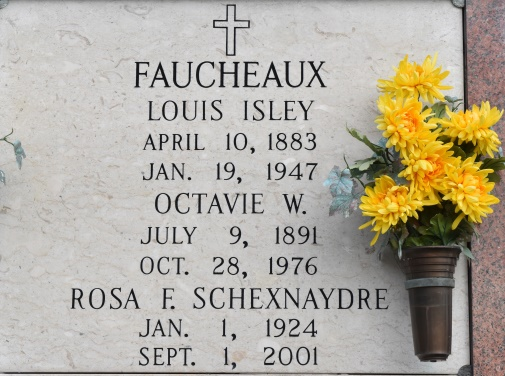 FAUCHEAUX
LOUIS ISLEY
APRIL 10, 1883
JAN. 19, 1947
OCTAVIE W.
JULY 9, 1891
OCT. 28, 1976
ROSA F. SCHEXNAYDRE
JAN. 1, 1924
SEPT. 1, 2001